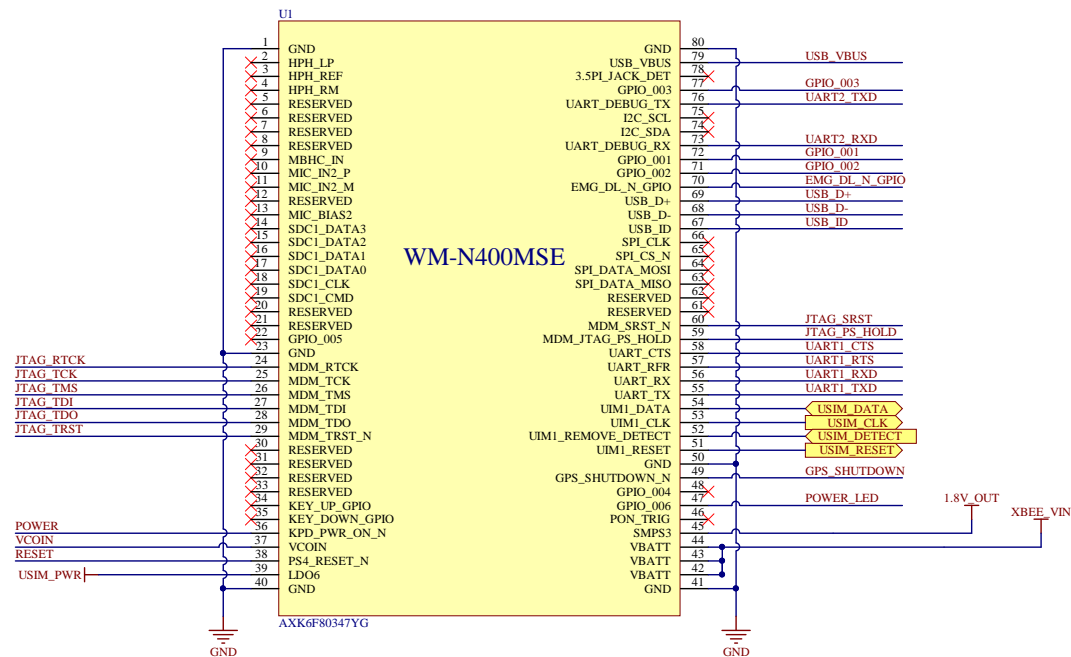 U1
1 GND GND 80
2 HPH_LP USB_VBUS 79 USB_VBUS
3 HPH_REF 3.5PI_JACK_DET 78
4 HPH_RM GPIO_003 77 GPIO_003
5 RESERVED UART_DEBUG_TX 76 UART2_TXD
6 RESERVED I2C_SCL 75
7 RESERVED I2C_SDA 74
8 RESERVED UART_DEBUG_RX 73 UART2_RXD
9 MBHC_IN GPIO_001 72 GPIO_001
10 MIC_IN2_P GPIO_002 71 GPIO_002
11 MIC_IN2_M EMG_DL_N_GPIO 70 EMG_DL_N_GPIO
12 RESERVED USB_D+ 69 USB_D+
13 MIC_BIAS2 USB_D- 68 USB_D-
14 SDC1_DATA3 USB_ID 67 USB_ID
15 SDC1_DATA2 SPI_CLK 66
16 SDC1_DATA1 WM-N400MSE SPI_CS_N 65
17 SDC1_DATA0 SPI_DATA_MOSI 64
18 SDC1_CLK SPI_DATA_MISO 63
19 SDC1_CMD RESERVED 62
20 RESERVED RESERVED 61
21 RESERVED MDM_SRST_N 60 JTAG_SRST
22 GPIO_005 MDM_JTAG_PS_HOLD 59 JTAG_PS_HOLD
23 GND UART_CTS 58 UART1_CTS
JTAG_RTCK 24 MDM_RTCK UART_RFR 57 UART1_RTS
JTAG_TCK 25 MDM_TCK UART_RX 56 UART1_RXD
JTAG_TMS 26 MDM_TMS UART_TX 55 UART1_TXD
JTAG_TDI 27 MDM_TDI UIM1_DATA 54 USIM_DATA
JTAG_TDO 28 MDM_TDO UIM1_CLK 53 USIM_CLK
JTAG_TRST 29 MDM_TRST_N UIM1_REMOVE_DETECT 52 USIM_DETECT
30 RESERVED UIM1_RESET 51 USIM_RESET
31 RESERVED GND 50
32 RESERVED GPS_SHUTDOWN_N 49 GPS_SHUTDOWN
33 RESERVED GPIO_004 48
34 KEY_UP_GPIO GPIO_006 47 POWER_LED 1.8V_OUT
35 KEY_DOWN_GPIO PON_TRIG 46 XBEE_VIN
POWER 36 KPD_PWR_ON_N SMPS3 45
VCOIN 37 VCOIN VBATT 44
RESET 38 PS4_RESET_N VBATT 43
USIM_PWR 39 LDO6 VBATT 42
40 GND GND 41
AXK6F80347YG
GND GND